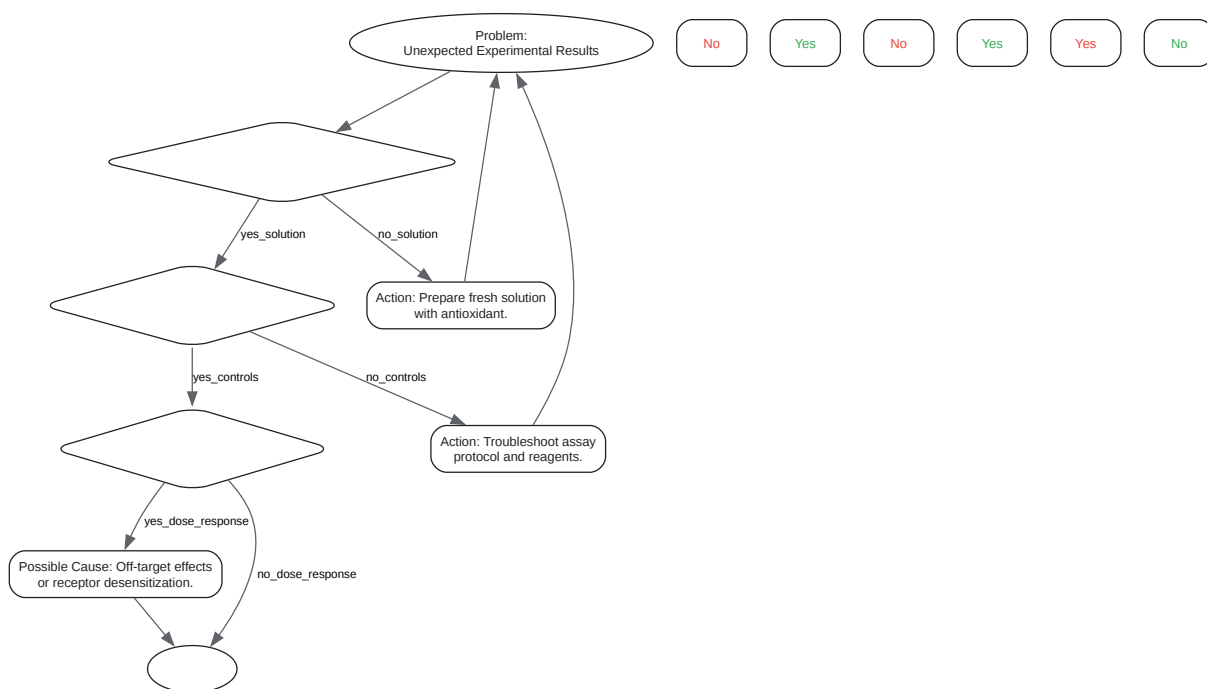 Problem:
Unexpected Experimental Results
No
Yes
No
Yes
Yes
No
yes_solution
no_solution
Action: Prepare fresh solution
with antioxidant.
yes_controls
no_controls
Action: Troubleshoot assay
protocol and reagents.
yes_dose_response
Possible Cause: Off-target effects
or receptor desensitization.
no_dose_response